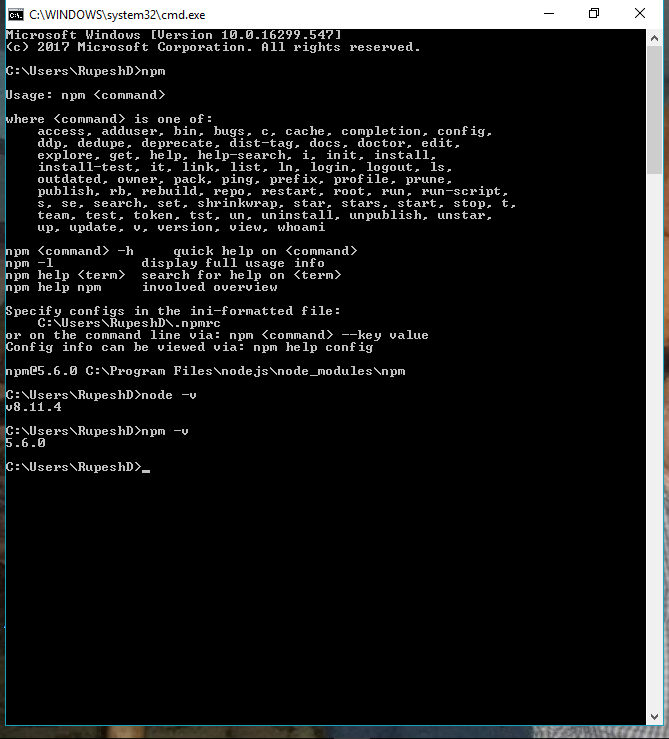 C:\WINDOWS\system32\cmd.exe
Microsoft Windows [Version 10.0.16299.547]
(c) 2017 Microsoft Corporation. All rights reserved.
C:\Users\RupeshD>npm
Usage: npm <command>
where <command> is one of:
    access, adduser, bin, bugs, c, cache, completion, config,
    ddp, dedupe, deprecate, dist-tag, docs, doctor, edit,
    explore, get, help, help-search, i, init, install,
    install-test, it, link, list, ln, login, logout, ls,
    outdated, owner, pack, ping, prefix, profile, prune,
    publish, rb, rebuild, repo, restart, root, run, run-script,
    s, se, search, set, shrinkwrap, star, stars, start, stop, t,
    team, test, token, tst, un, uninstall, unpublish, unstar,
    up, update, v, version, view, whoami
npm <command> -h     quick help on <command>
npm -l           display full usage info
npm help <term>  search for help on <term>
npm help npm     involved overview
Specify configs in the ini-formatted file:
    C:\Users\RupeshD\.npmrc
or on the command line via: npm <command> --key value
Config info can be viewed via: npm help config
npm@5.6.0 C:\Program Files\nodejs\node_modules\npm
C:\Users\RupeshD>node -v
v8.11.4
C:\Users\RupeshD>npm -v
5.6.0
C:\Users\RupeshD>_